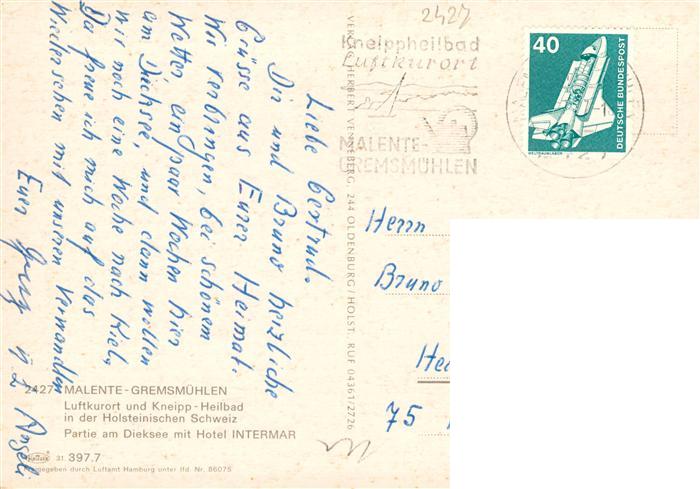 Liebe Gertrud.
Dir und Bruno herzliche
Grüsse aus Eurer Heimat.
Wir verbringen, bei schönem
Wetter ein paar Wochen hier
am Dieksee, und dann wollen
wir noch eine Woche nach Kiel,
Da freue ich mich auf das
Wiedersehen mit unseren Verwandten
Euer
2427 MALENTE-GREMSMÜHLEN
Luftkurort und Kneipp-Heilbad
in der Holsteinischen Schweiz
Partie am Dieksee mit Hotel INTERMAR
31. 397.7
Freigegeben durch Luftamt Hamburg unter lfd. Nr. 86075
VERLAG HERBERT VENNEBERG, 244 OLDENBURG/HOLST. RUF 04361/2726
2427
Kneippheilbad
Luftkurort
MALENTE-
GREMSMÜHLEN
40
DEUTSCHE BUNDESPOST
WELTRAUMLABOR
Herrn
Bruno
75